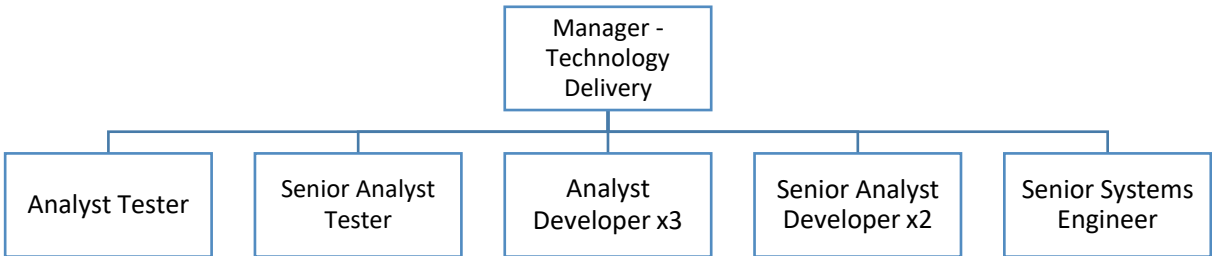 Manager -
Technology
Delivery
Analyst Tester
Senior Analyst
Tester
Analyst
Developer x3
Senior Analyst
Developer x2
Senior Systems
Engineer